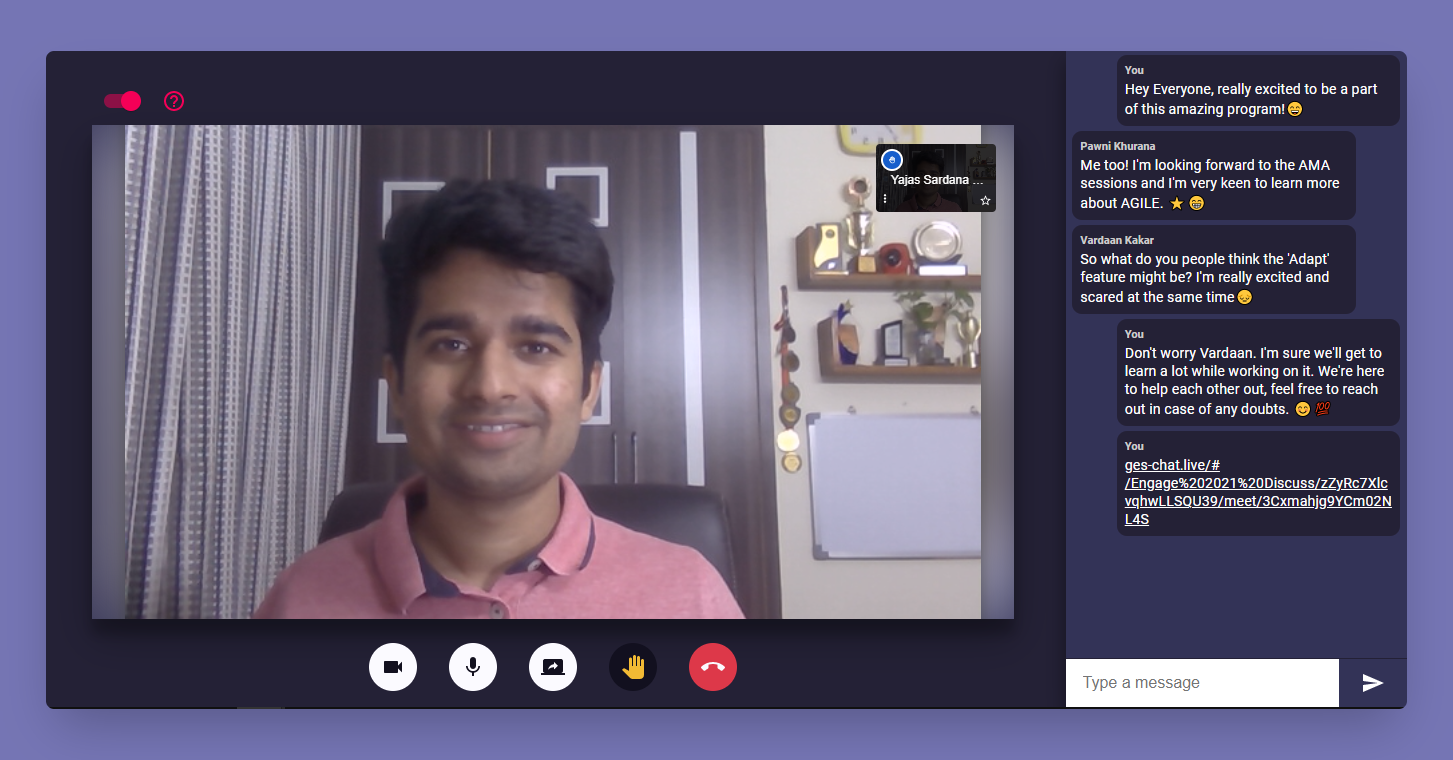 Yajas Sardana ...
You
Hey Everyone, really excited to be a part
of this amazing program!😄
Pawni Khurana
Me too! I'm looking forward to the AMA
sessions and I'm very keen to learn more
about AGILE. ⭐ 😁
Vardaan Kakar
So what do you people think the 'Adapt'
feature might be? I'm really excited and
scared at the same time😓
You
Don't worry Vardaan. I'm sure we'll get to
learn a lot while working on it. We're here
to help each other out, feel free to reach
out in case of any doubts. 😊 💯
You
ges-chat.live/#
/Engage%202021%20Discuss/zZyRc7Xlc
vqhwLLSQU39/meet/3Cxmahjg9YCm02N
L4S
Type a message